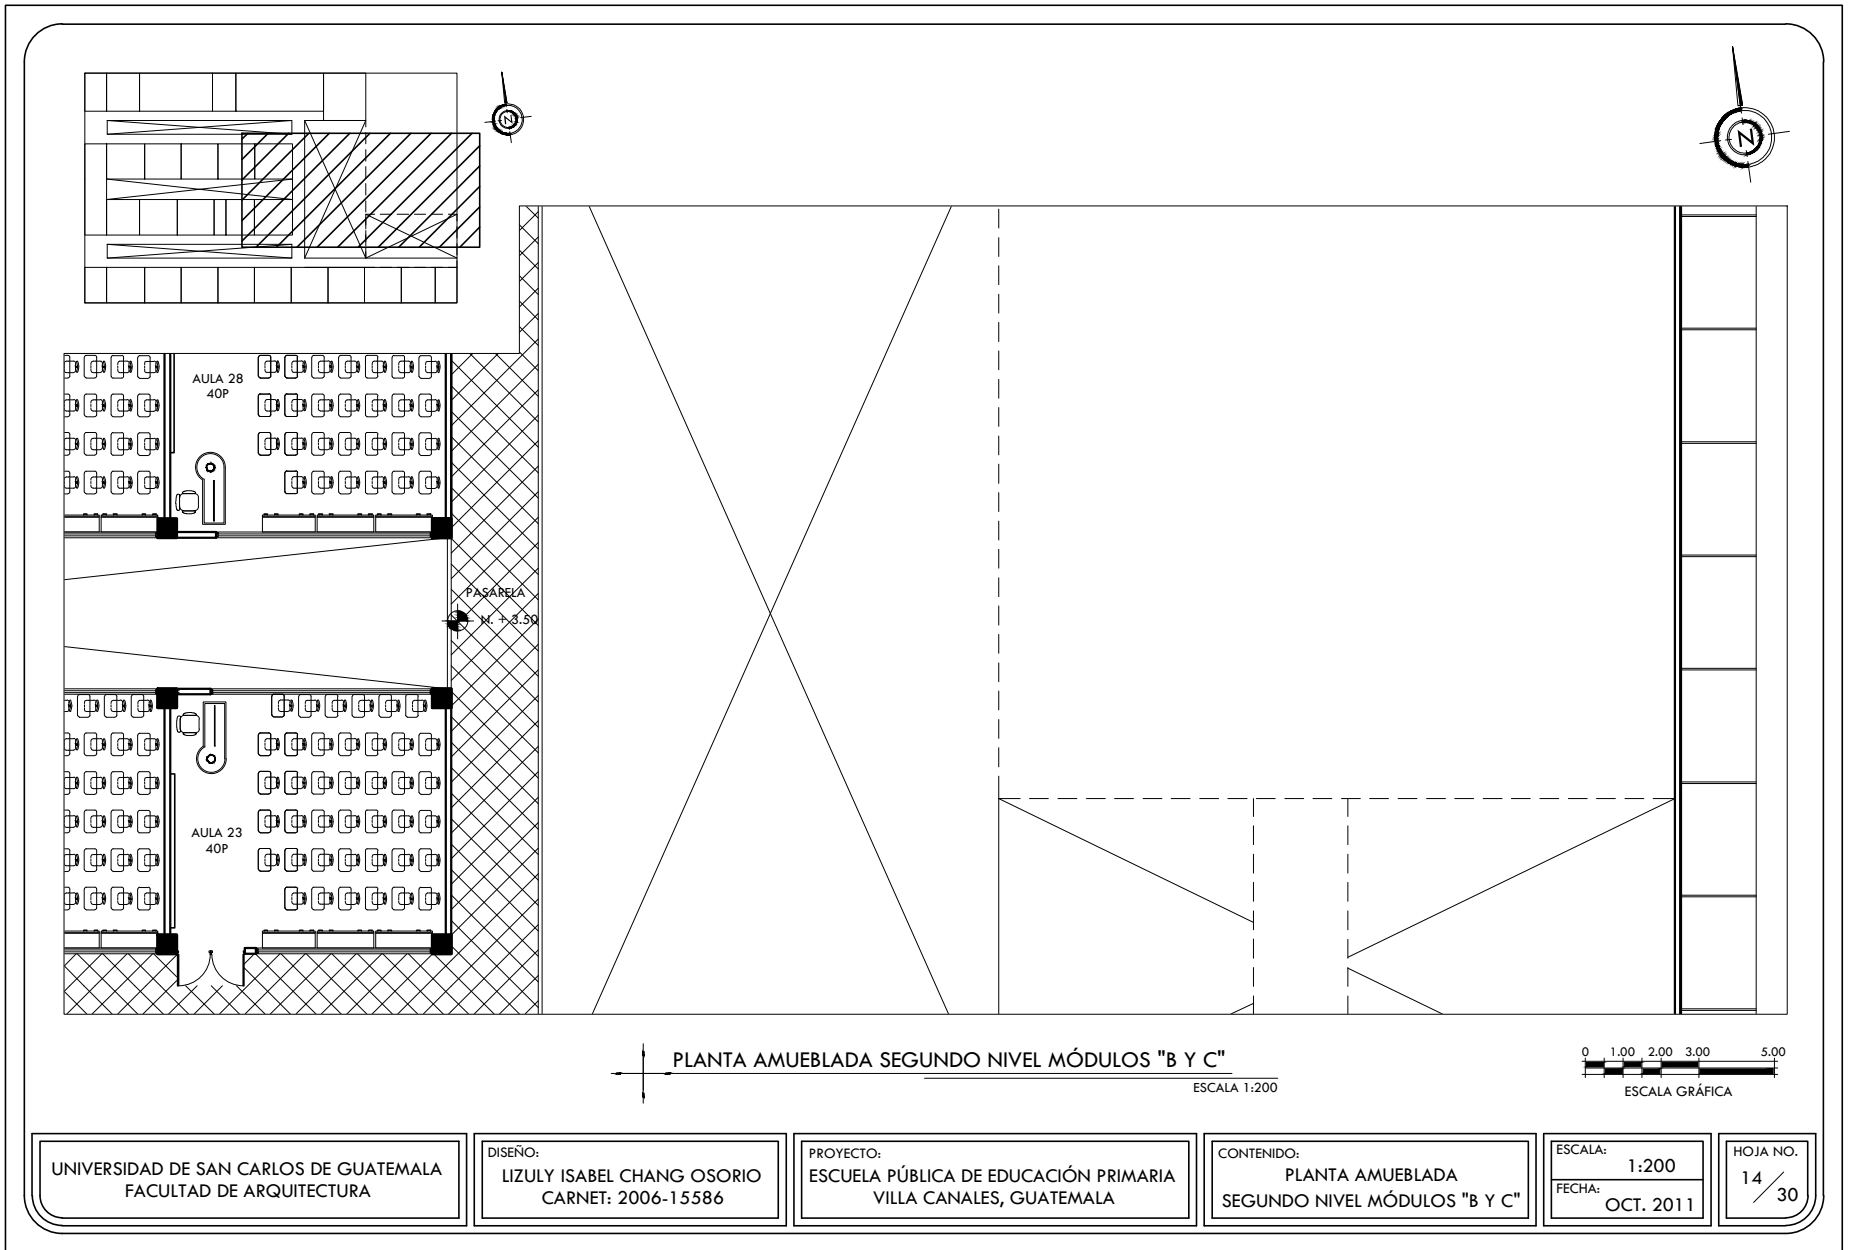 N
N
AULA 28
40P
PASARELA
N. + 3.50
AULA 23
40P
PLANTA AMUEBLADA SEGUNDO NIVEL MÓDULOS "B Y C"
ESCALA 1:200
0 1.00 2.00 3.00 5.00
ESCALA GRÁFICA
UNIVERSIDAD DE SAN CARLOS DE GUATEMALA
FACULTAD DE ARQUITECTURA
DISEÑO:
LIZULY ISABEL CHANG OSORIO
CARNET: 2006-15586
PROYECTO:
ESCUELA PÚBLICA DE EDUCACIÓN PRIMARIA
VILLA CANALES, GUATEMALA
CONTENIDO:
PLANTA AMUEBLADA
SEGUNDO NIVEL MÓDULOS "B Y C"
ESCALA:
1:200
FECHA:
OCT. 2011
HOJA NO.
14 / 30